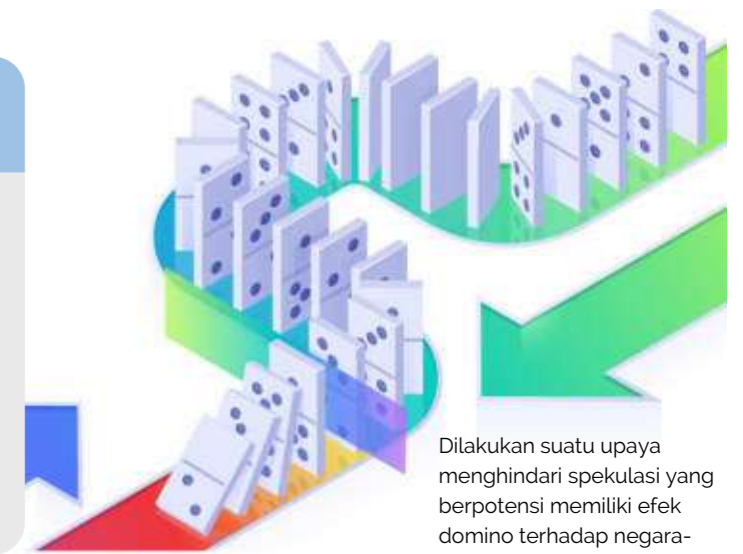 Dilakukan suatu upaya
menghindari spekulasi yang
berpotensi memiliki efek
domino terhadap negara-